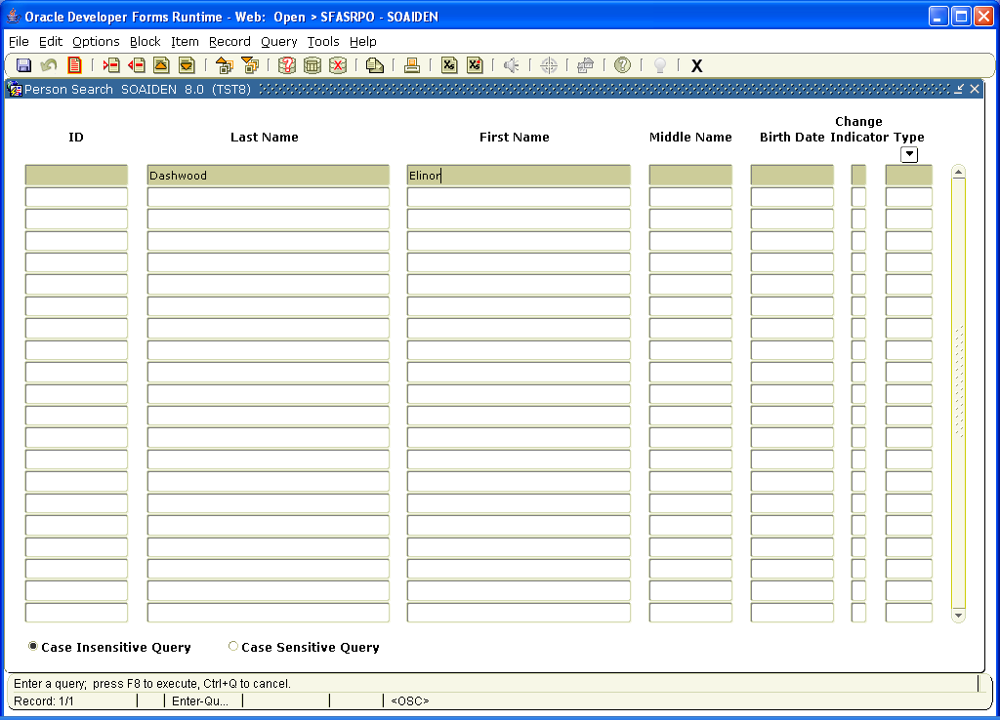 Oracle Developer Forms Runtime - Web:  Open > SFASRPO - SOAIDEN
File Edit Options Block Item Record Query Tools Help
X
Person Search  SOAIDEN  8.0  (TST8)
ID Last Name First Name Middle Name Birth Date Change Indicator Type
Dashwood Elinor
Case Insensitive Query Case Sensitive Query
Enter a query;  press F8 to execute, Ctrl+Q to cancel.
Record: 1/1 Enter-Qu... <OSC>